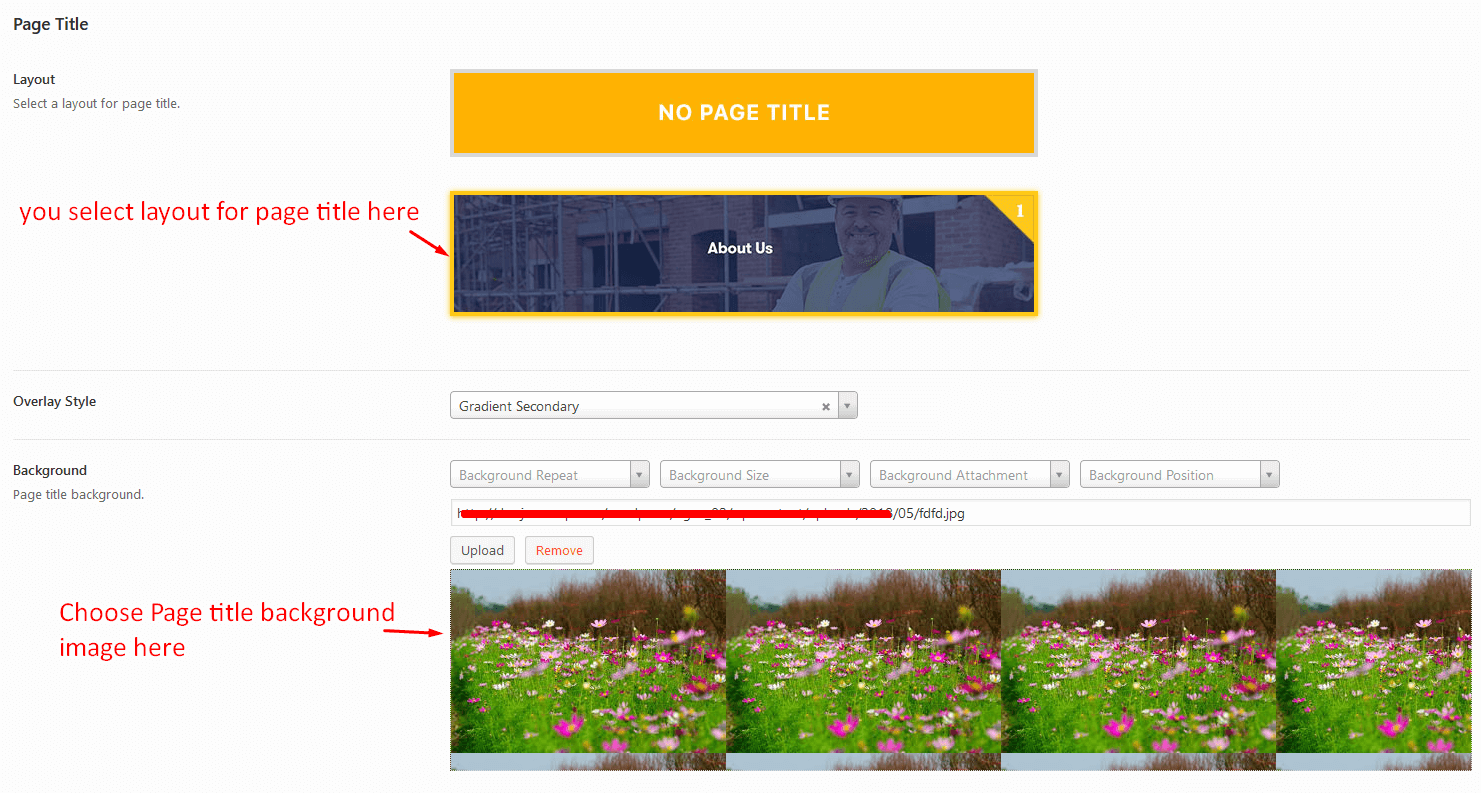 Page Title
Layout
Select a layout for page title.
NO PAGE TITLE
you select layout for page title here
1
About Us
Overlay Style
Gradient Secondary
Background
Page title background.
Background Repeat Background Size Background Attachment Background Position
/05/fdfd.jpg
Upload Remove
Choose Page title background
image here